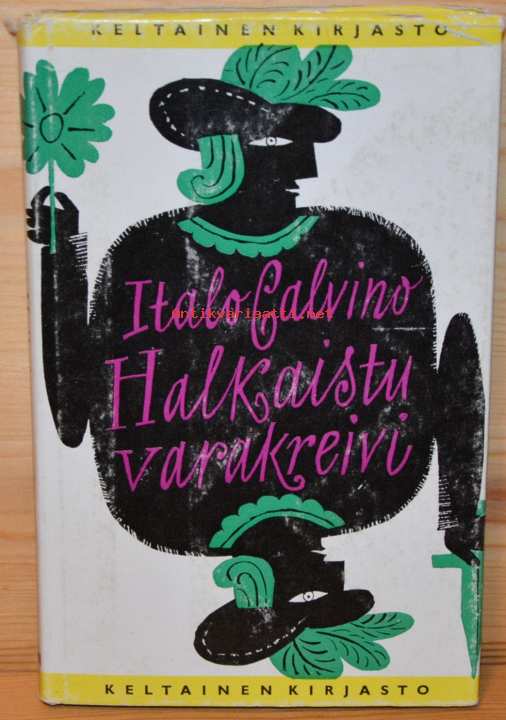 KELTAINEN KIRJASTO
Italo Calvino
antikvariaatti.net
Halkaistu
varakreivi
KELTAINEN KIRJASTO